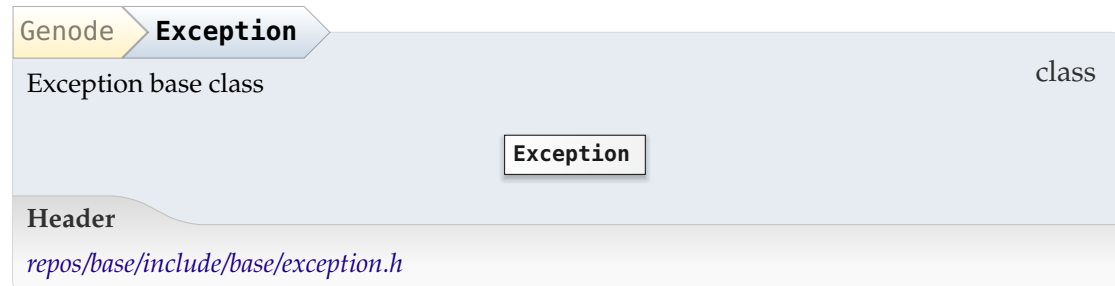 Genode Exception
class
Exception base class
Exception
Header
repos/base/include/base/exception.h